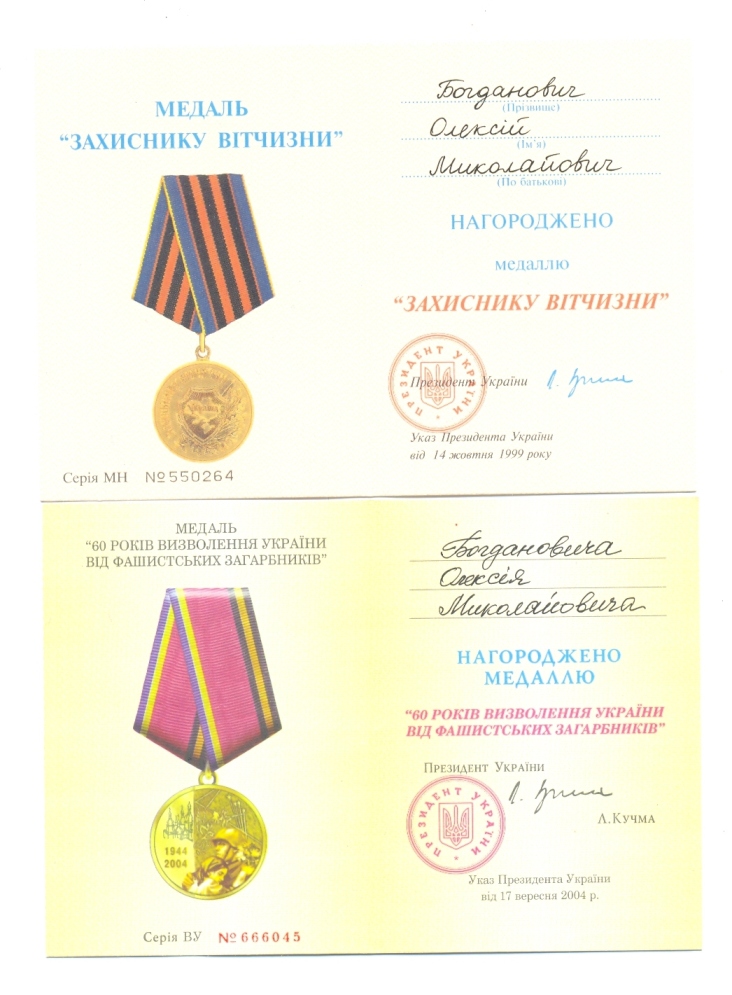 МЕДАЛЬ
“ЗАХИСНИКУ ВІТЧИЗНИ”
Серія МН №550264
Богданович
(Прізвище)
Олексій
(Ім’я)
Миколайович
(По батькові)
НАГОРОДЖЕНО
медаллю
“ЗАХИСНИКУ ВІТЧИЗНИ”
ПРЕЗИДЕНТ УКРАЇНИ
Президент України
Указ Президента України
від 14 жовтня 1999 року
МЕДАЛЬ
“60 РОКІВ ВИЗВОЛЕННЯ УКРАЇНИ
ВІД ФАШИСТСЬКИХ ЗАГАРБНИКІВ”
1944
2004
Серія ВУ №666045
Богдановича
Олексія
Миколайовича
НАГОРОДЖЕНО
МЕДАЛЛЮ
“60 РОКІВ ВИЗВОЛЕННЯ УКРАЇНИ
ВІД ФАШИСТСЬКИХ ЗАГАРБНИКІВ”
ПРЕЗИДЕНТ УКРАЇНИ
ПРЕЗИДЕНТ УКРАЇНИ
Л.КУЧМА
Указ Президента України
від 17 вересня 2004 р.